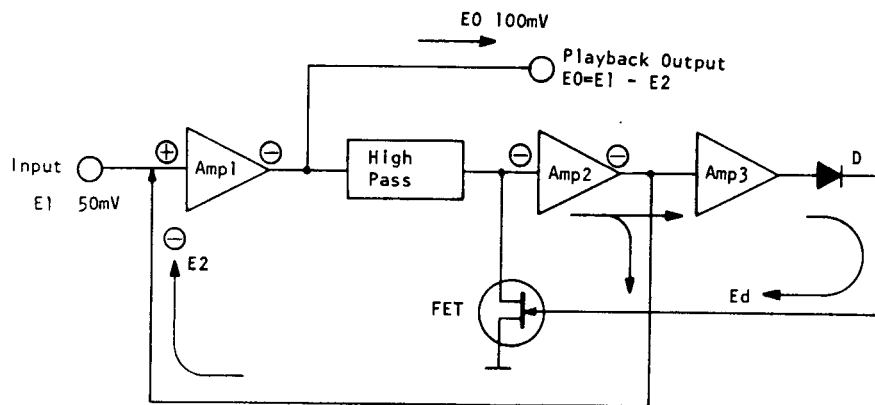 E0 100mV
Playback Output
E0=E1 - E2
Input
E1 50mV
⊕
Amp1
⊖
High
Pass
⊖
Amp2
⊖
Amp3
D
⊖
E2
FET
Ed